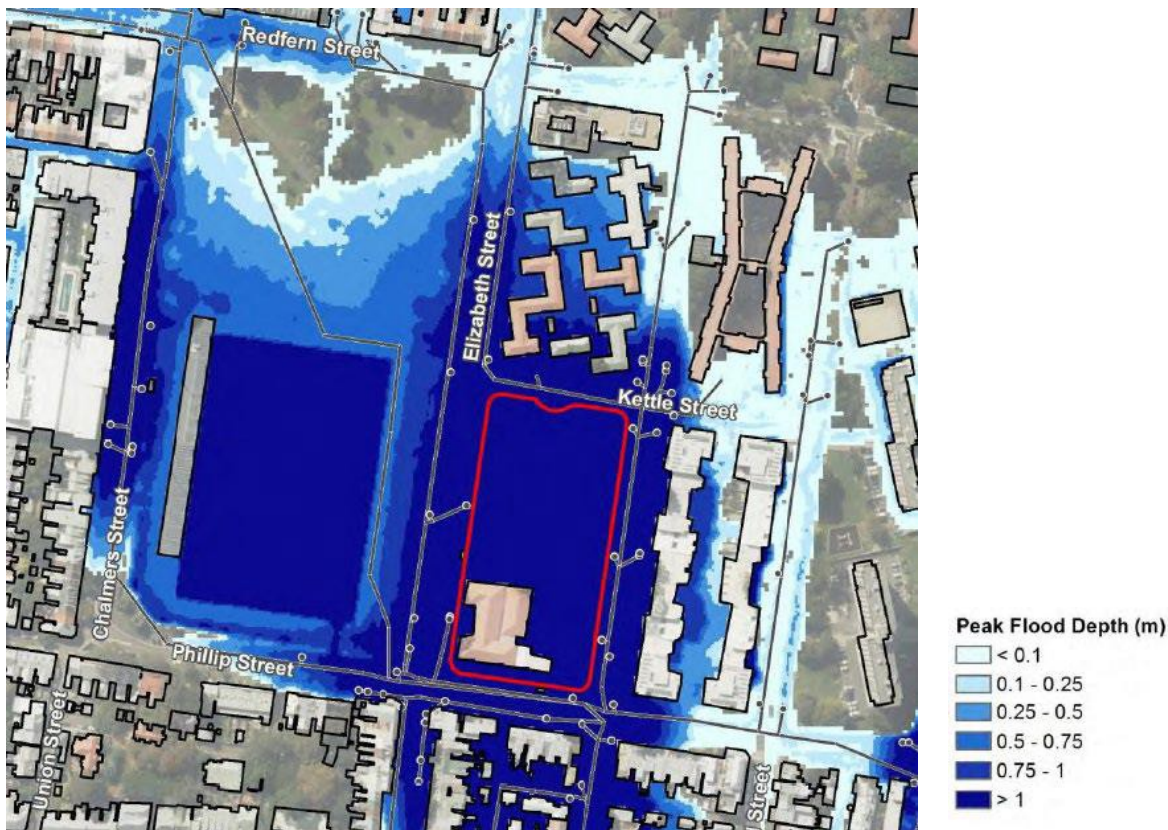 Redfern Street
Elizabeth Street
Kettle Street
Chalmers Street
Phillip Street
Union Street
Street
Peak Flood Depth (m)
< 0.1
0.1 - 0.25
0.25 - 0.5
0.5 - 0.75
0.75 - 1
> 1